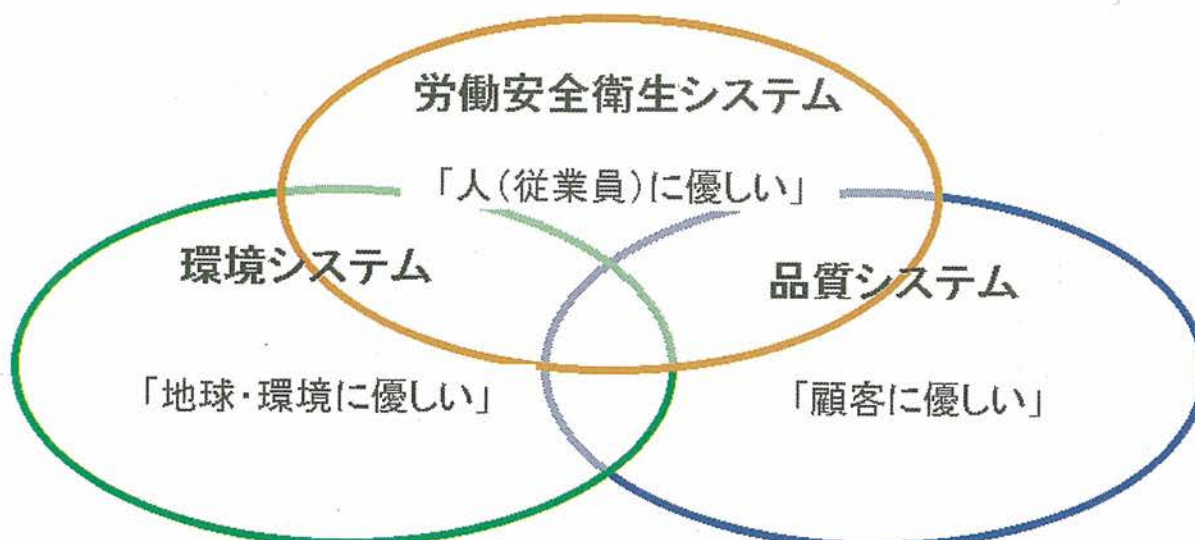 労働安全衛生システム
「人(従業員)に優しい」
環境システム
品質システム
「地球・環境に優しい」
「顧客に優しい」